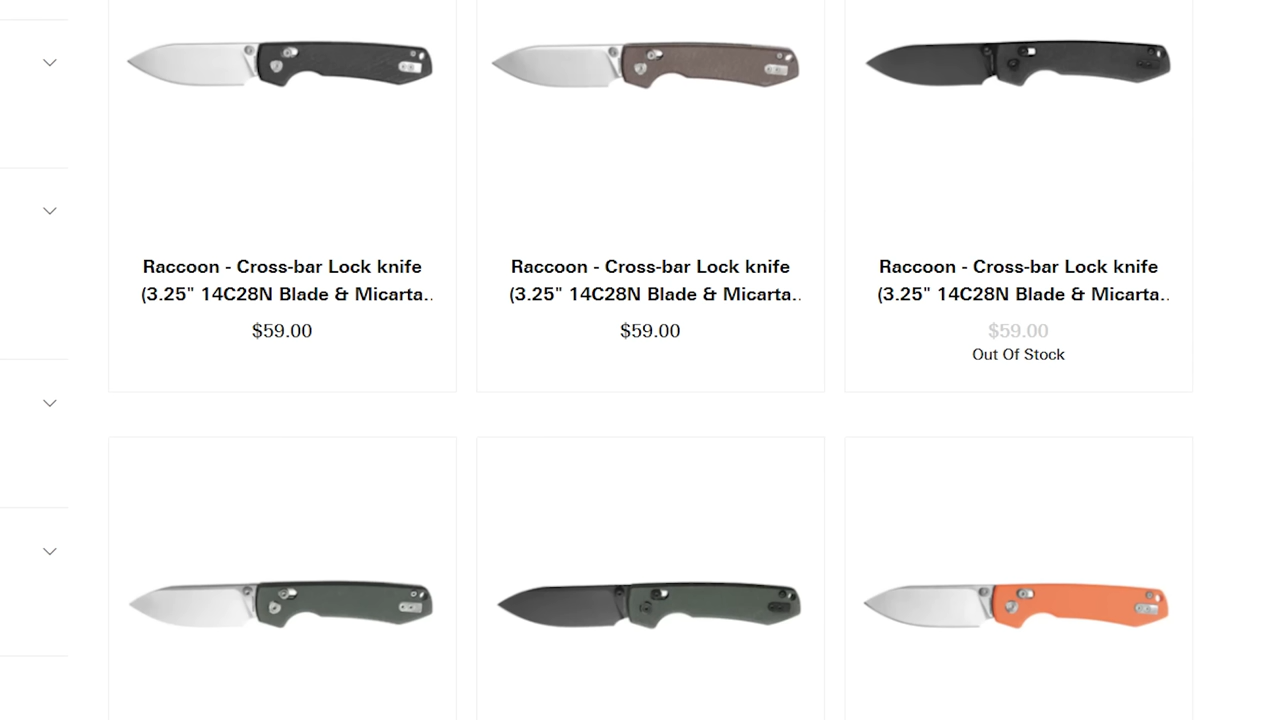 Raccoon - Cross-bar Lock knife
(3.25" 14C28N Blade & Micarta..
$59.00
Raccoon - Cross-bar Lock knife
(3.25" 14C28N Blade & Micarta..
$59.00
Raccoon - Cross-bar Lock knife
(3.25" 14C28N Blade & Micarta..
$59.00
Out Of Stock